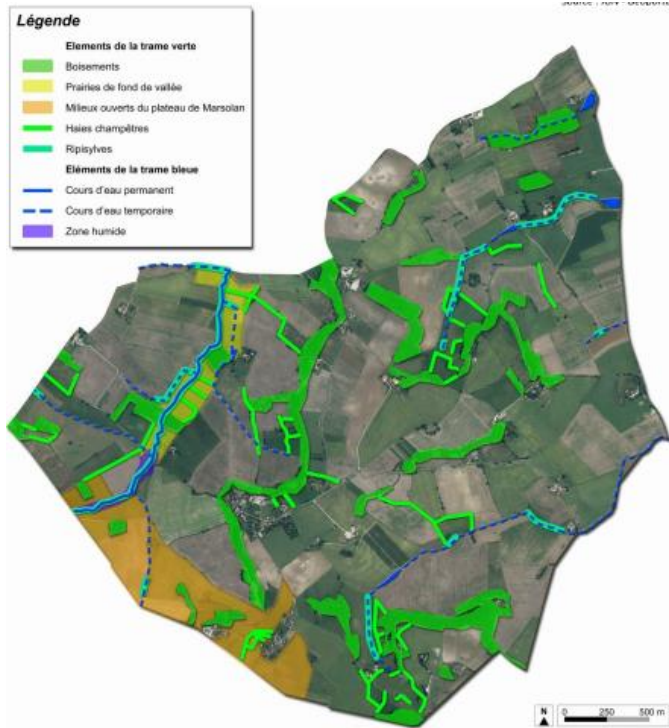 Légende
Elements de la trame verte
Boisements
Prairies de fond de vallée
Milieux ouverts du plateau de Marsolan
Haies champêtres
Ripisylves
Eléments de la trame bleue
Cours d'eau permanent
Cours d'eau temporaire
Zone humide
N
0 250 500 m